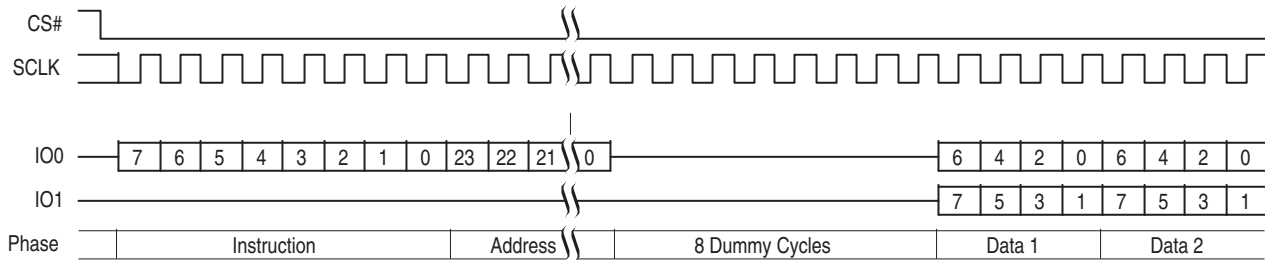 CS#
SCLK
IO0 7 6 5 4 3 2 1 0 23 22 21 0 6 4 2 0 6 4 2 0
IO1 7 5 3 1 7 5 3 1
Phase Instruction Address 8 Dummy Cycles Data 1 Data 2